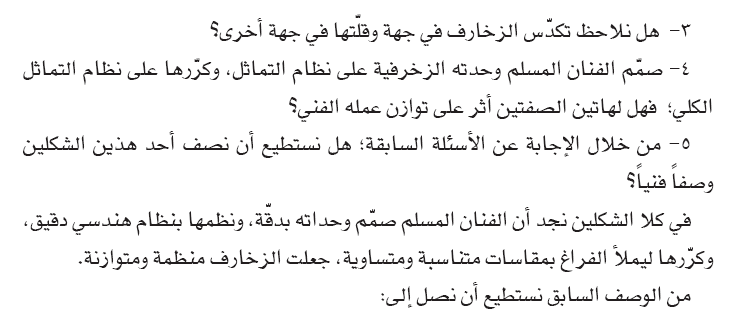 ٣- هل نلاحظ تكدّس الزخارف في جهة وقلّتها في جهة أخرى؟
٤- صمّم الفنان المسلم وحدته الزخرفية على نظام التماثل، وكرّرها على نظام التماثل
الكلي؛ فهل لهاتين الصفتين أثر على توازن عمله الفني؟
٥- من خلال الإجابة عن الأسئلة السابقة؛ هل نستطيع أن نصف أحد هذين الشكلين
وصفاً فنياً؟
في كلا الشكلين نجد أن الفنان المسلم صمّم وحداته بدقّة، ونظمها بنظام هندسي دقيق،
وكرّرها ليملأ الفراغ بمقاسات متناسبة ومتساوية، جعلت الزخارف منظمة ومتوازنة.
من الوصف السابق نستطيع أن نصل إلى: